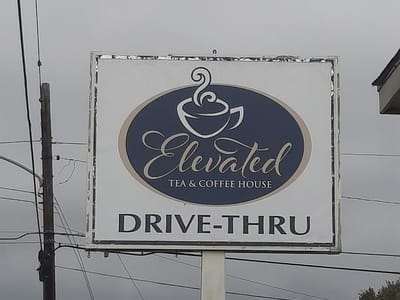 Elevated
TEA & COFFEE HOUSE
DRIVE-THRU